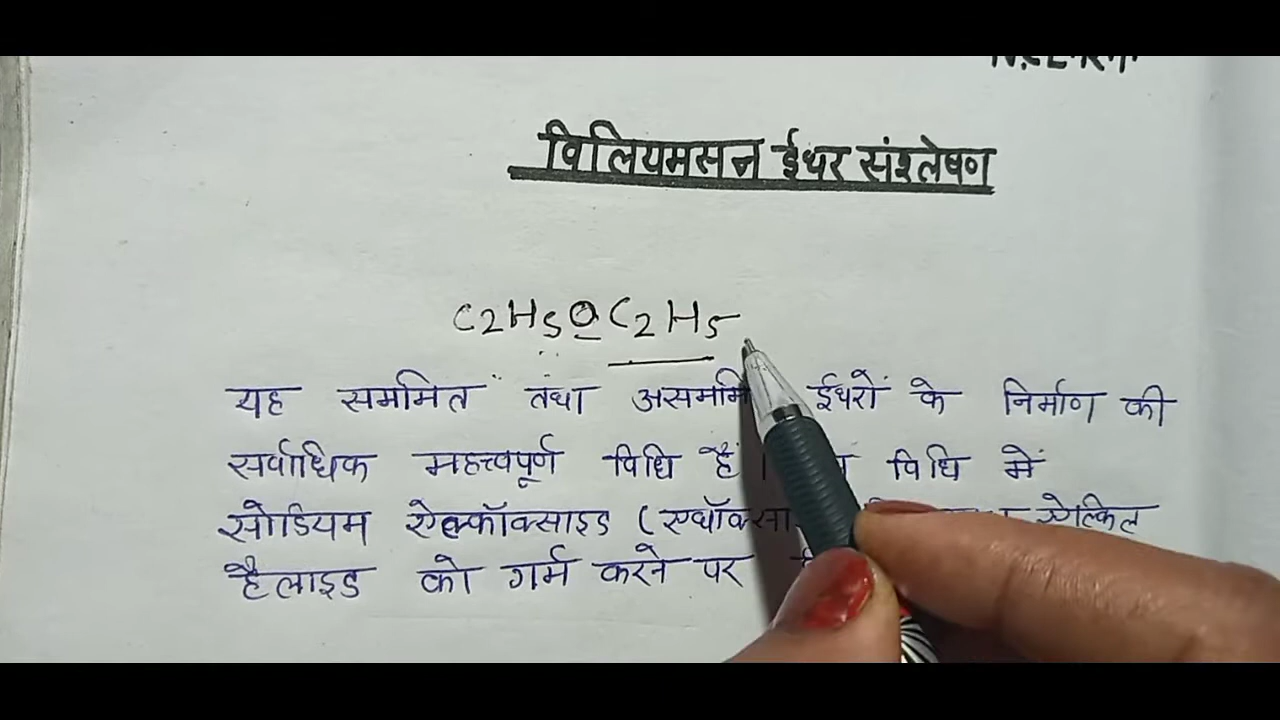 विलियमसन ईथर संश्लेषण
C2H5OC2H5
यह सममित तथा असममि ईथरों के निर्माण की
सर्वाधिक महत्त्वपूर्ण विधि हैं। विधि में
सोडियम ऐल्कॉक्साइड ( एथॉक्सा ऐल्किल
हैलाइड को गर्म करने पर